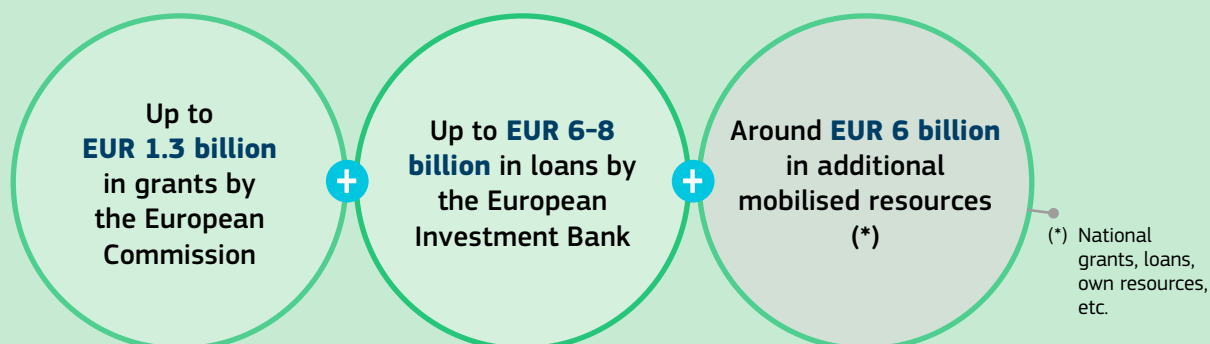 Up to
EUR 1.3 billion
in grants by
the European
Commission
+
Up to EUR 6–8
billion in loans by
the European
Investment Bank
+
Around EUR 6 billion
in additional
mobilised resources
(*)
(*) National
grants, loans,
own resources,
etc.